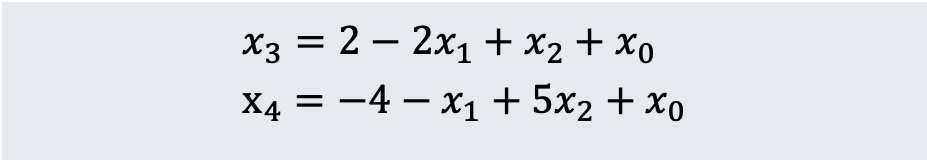 x₃ = 2 − 2x₁ + x₂ + x₀
x₄ = −4 − x₁ + 5x₂ + x₀